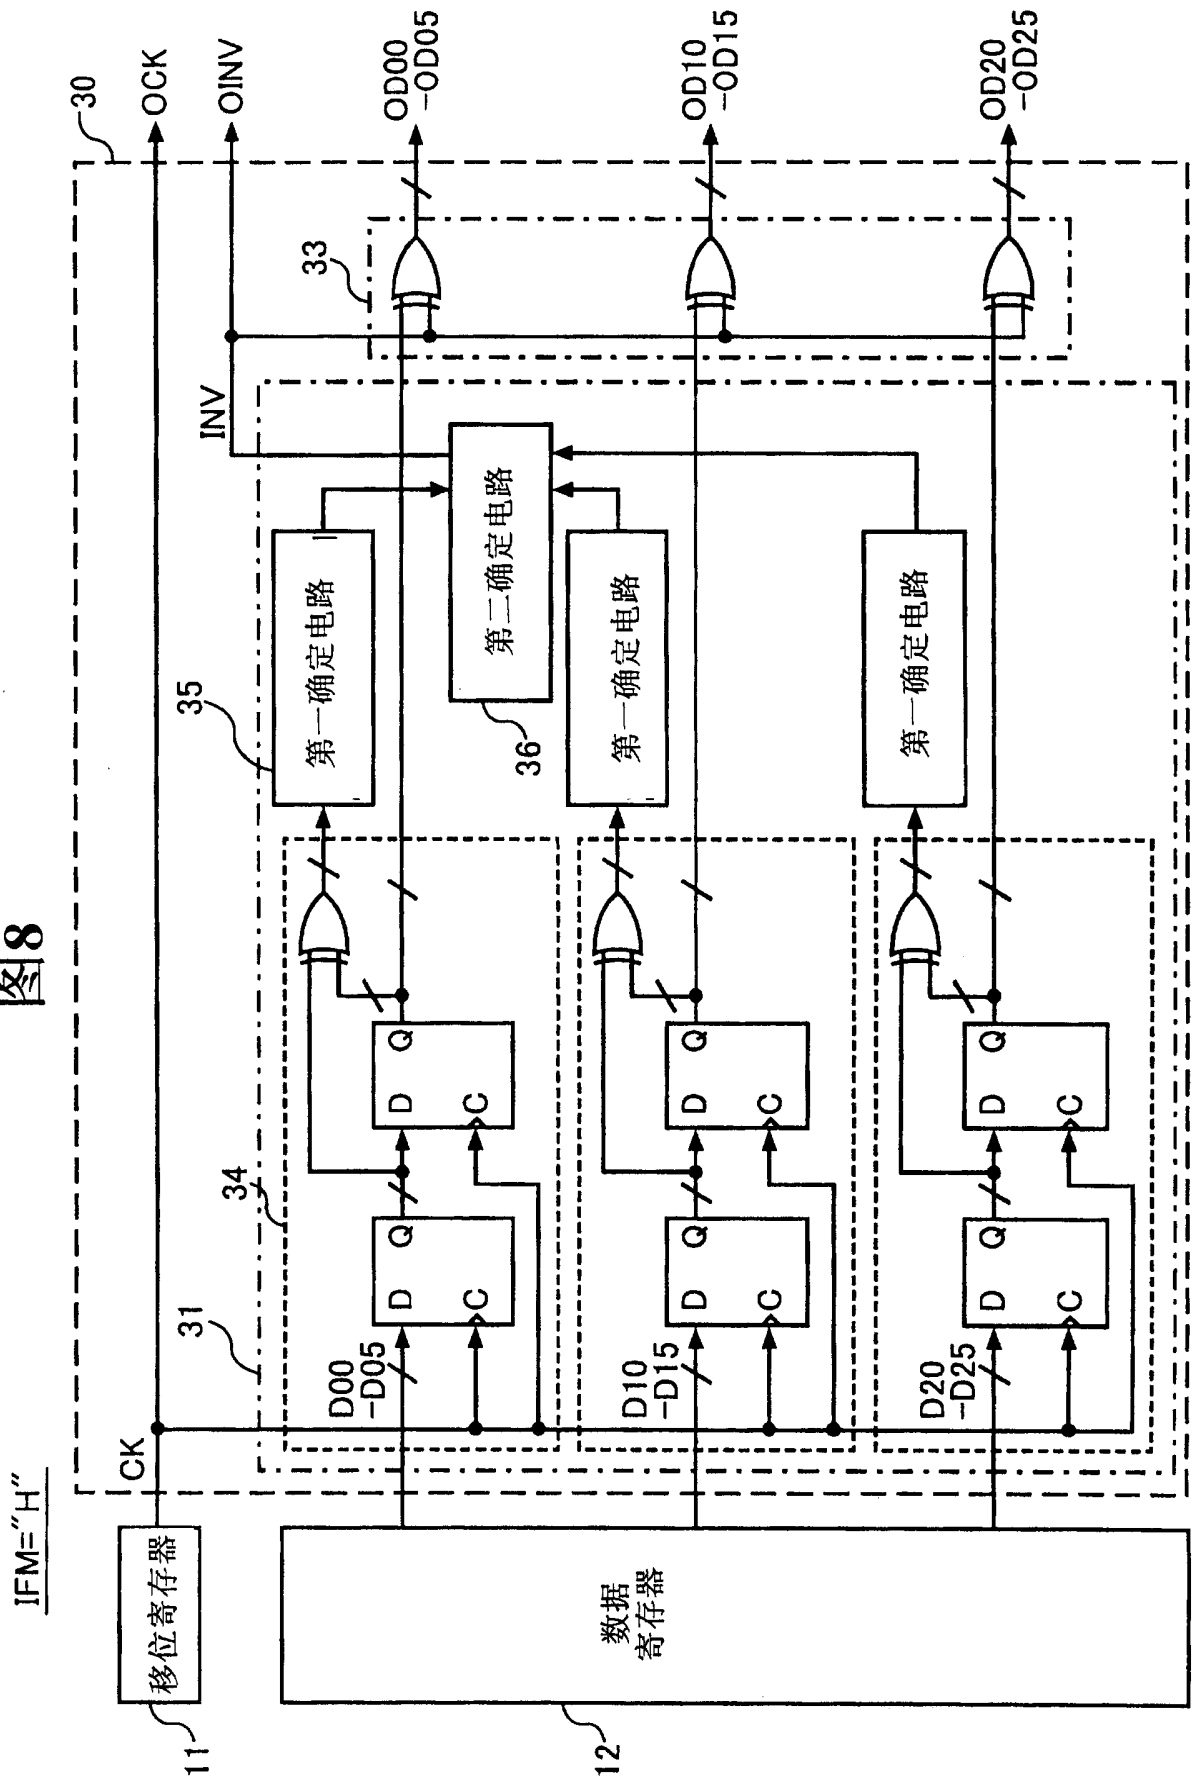 图8
IFM="H"
30
OCK
OINV
OD00
-OD05
OD10
-OD15
OD20
-OD25
33
INV
35
第一确定电路
第二确定电路
36
第一确定电路
第一确定电路
34
31
D
Q
C
D
Q
C
D
Q
C
D
Q
C
D
Q
C
D
Q
C
D00
-D05
D10
-D15
D20
-D25
CK
移位寄存器
11
数据
寄存器
12